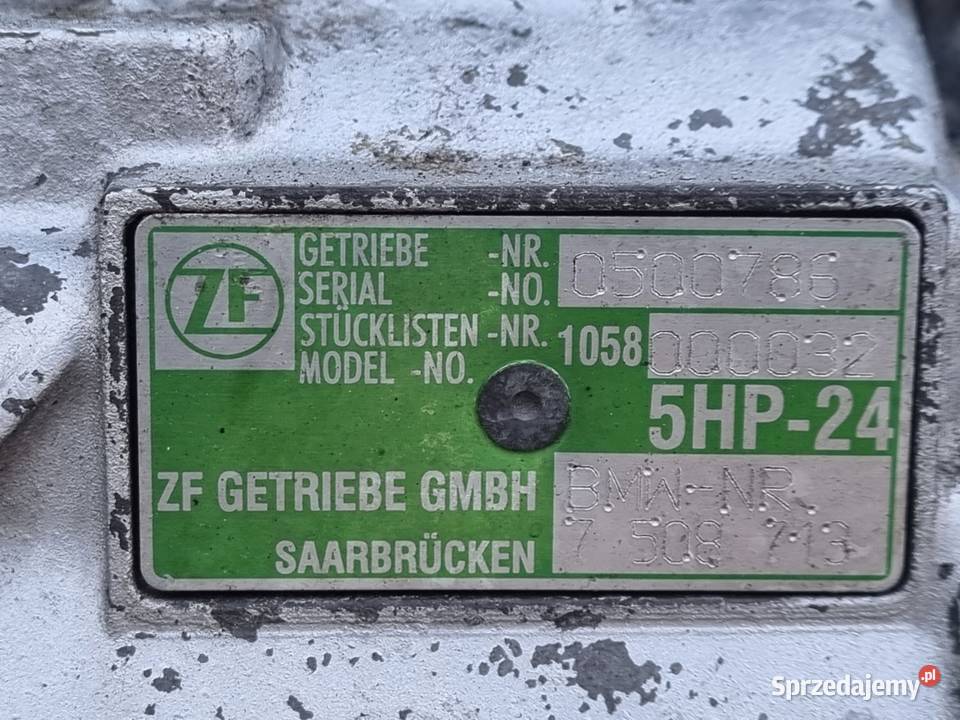 ZF
GETRIEBE -NR. 0500786
SERIAL -NO.
STÜCKLISTEN -NR. 1058 000032
MODEL -NO.
5HP-24
ZF GETRIEBE GMBH BMW-NR.
SAARBRÜCKEN 7 508 713
Sprzedajemy.pl